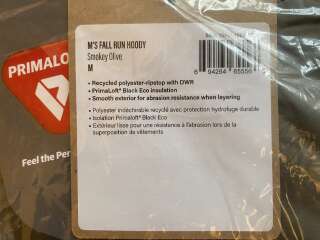 M'S FALL RUN HOODY
Smokey Olive
M
• Recycled polyester-ripstop with DWR
• PrimaLoft® Black Eco insulation
• Smooth exterior for abrasion resistance when layering
• Polyester indéchirable recyclé avec protection hydrofuge durable
• Isolation PrimaLoft® Black Eco
• Extérieur lisse pour une résistance à l'abrasion lors de la
superposition de vêtements
PRIMALOFT
Feel the